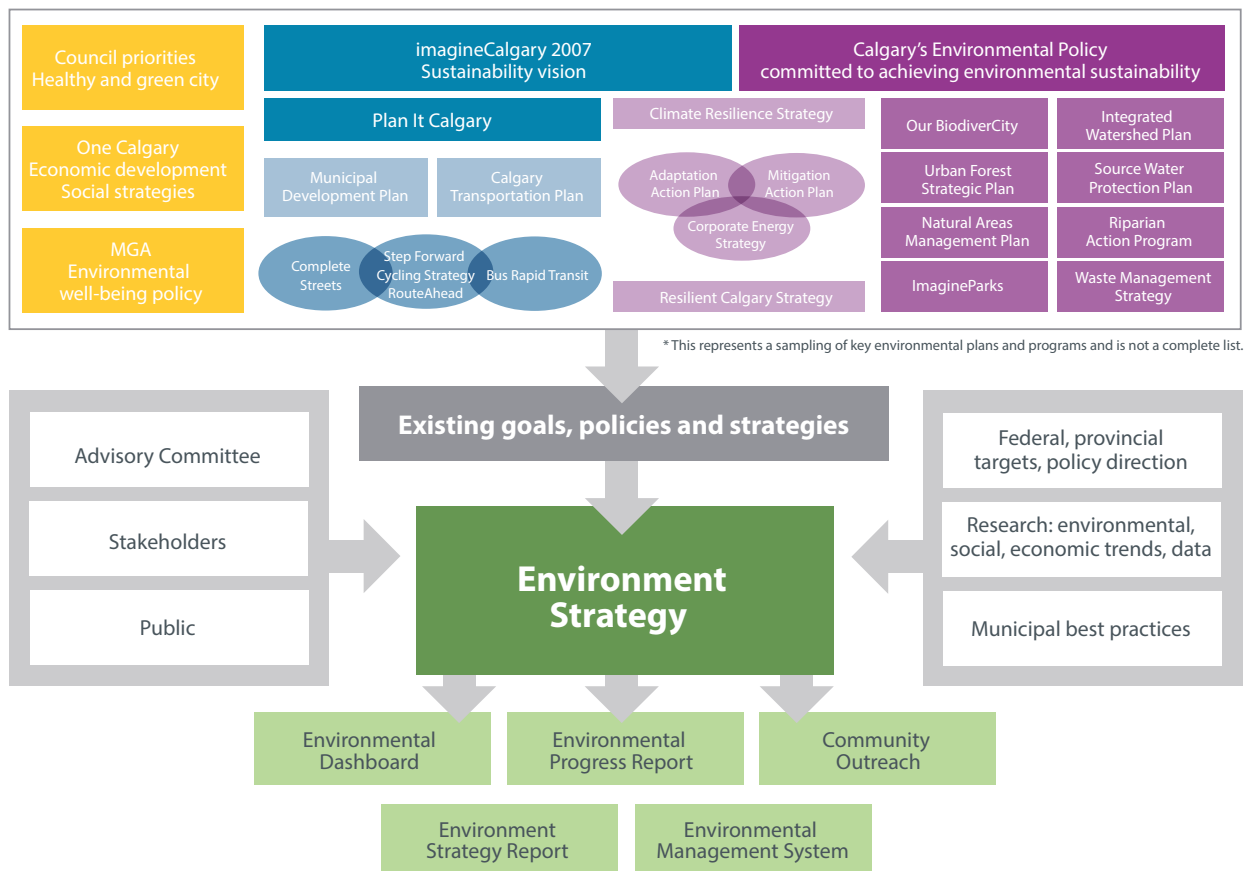 Council priorities
Healthy and green city
One Calgary
Economic development
Social strategies
MGA
Environmental
well-being policy
imagineCalgary 2007
Sustainability vision
Plan It Calgary
Municipal
Development Plan
Calgary
Transportation Plan
Complete
Streets
Step Forward
Cycling Strategy
RouteAhead
Bus Rapid Transit
Calgary’s Environmental Policy
committed to achieving environmental sustainability
Climate Resilience Strategy
Adaptation
Action Plan
Mitigation
Action Plan
Corporate Energy
Strategy
Resilient Calgary Strategy
Our BiodiverCity
Integrated
Watershed Plan
Urban Forest
Strategic Plan
Source Water
Protection Plan
Natural Areas
Management Plan
Riparian
Action Program
ImagineParks
Waste Management
Strategy
* This represents a sampling of key environmental plans and programs and is not a complete list.
Existing goals, policies and strategies
Advisory Committee
Stakeholders
Public
Environment
Strategy
Federal, provincial
targets, policy direction
Research: environmental,
social, economic trends, data
Municipal best practices
Environmental
Dashboard
Environmental
Progress Report
Community
Outreach
Environment
Strategy Report
Environmental
Management System